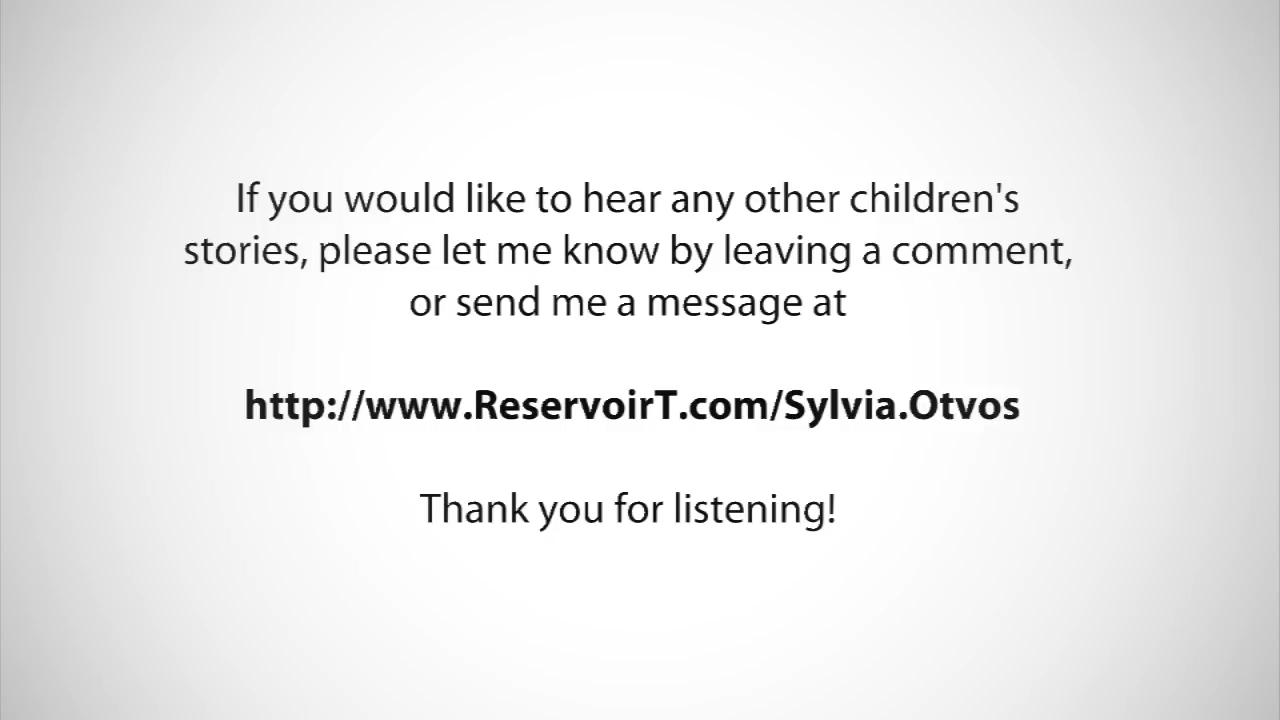 If you would like to hear any other children's
stories, please let me know by leaving a comment,
or send me a message at
http://www.ReservoirT.com/Sylvia.Otvos
Thank you for listening!